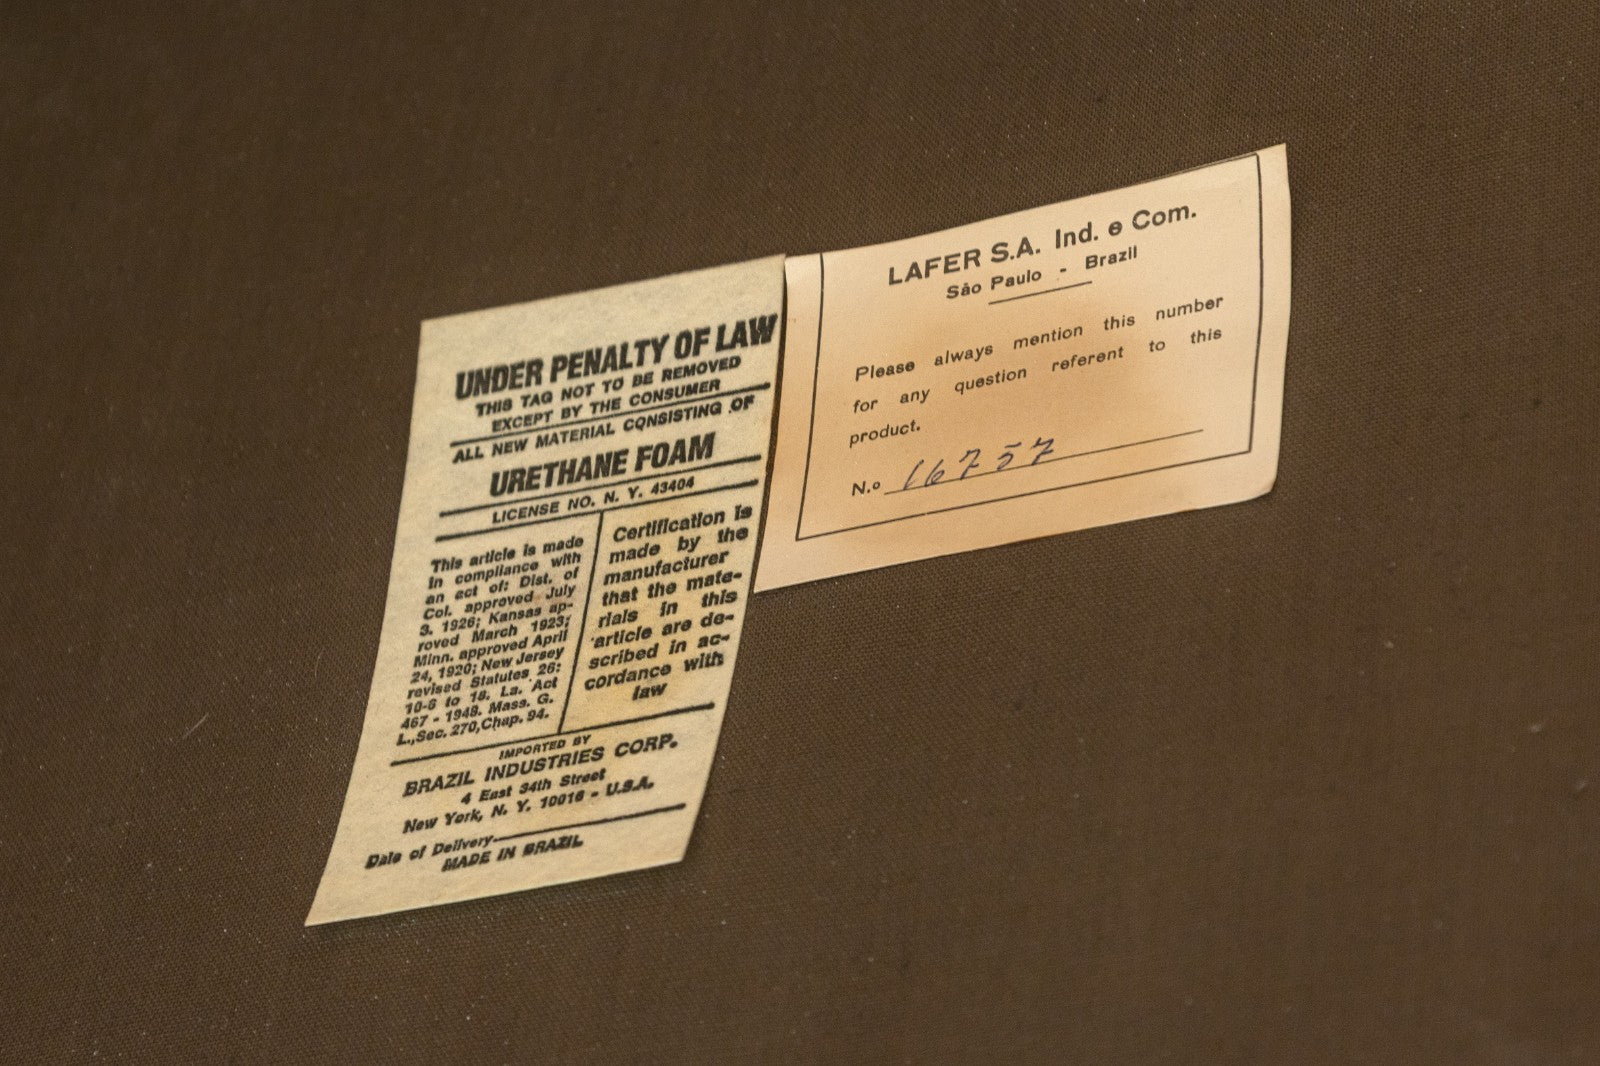 UNDER PENALTY OF LAW
THIS TAG NOT TO BE REMOVED
EXCEPT BY THE CONSUMER
ALL NEW MATERIAL CONSISTING OF
URETHANE FOAM
LICENSE NO. N. Y. 43404
This article is made
in compliance with
an act of: Dist. of
Col. approved July
3. 1926; Kansas ap-
roved March 1923;
Minn. approved April
24, 1920; New Jersey
revised Statutes 26:
10-6 to 18. La. Act
467 - 1948. Mass. G.
L.,Sec. 270,Chap. 94.
Certification is
made by the
manufacturer
that the mate-
rials in this
article are de-
scribed in ac-
cordance with
law
IMPORTED BY
BRAZIL INDUSTRIES CORP.
4 East 34th Street
New York, N. Y. 10016 - U.S.A.
Date of Delivery
MADE IN BRAZIL
LAFER S.A. Ind. e Com.
São Paulo - Brazil
Please always mention this number
for any question referent to this
product.
N.o 16757